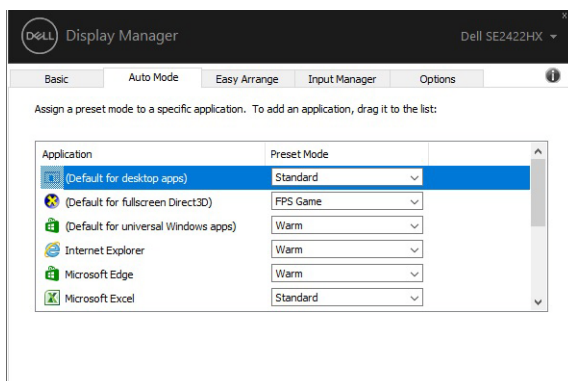 DELL Display Manager Dell SE2422HX
x
Basic Auto Mode Easy Arrange Input Manager Options
Assign a preset mode to a specific application. To add an application, drag it to the list:
Application Preset Mode
(Default for desktop apps) Standard
(Default for fullscreen Direct3D) FPS Game
(Default for universal Windows apps) Warm
Internet Explorer Warm
Microsoft Edge Warm
Microsoft Excel Standard